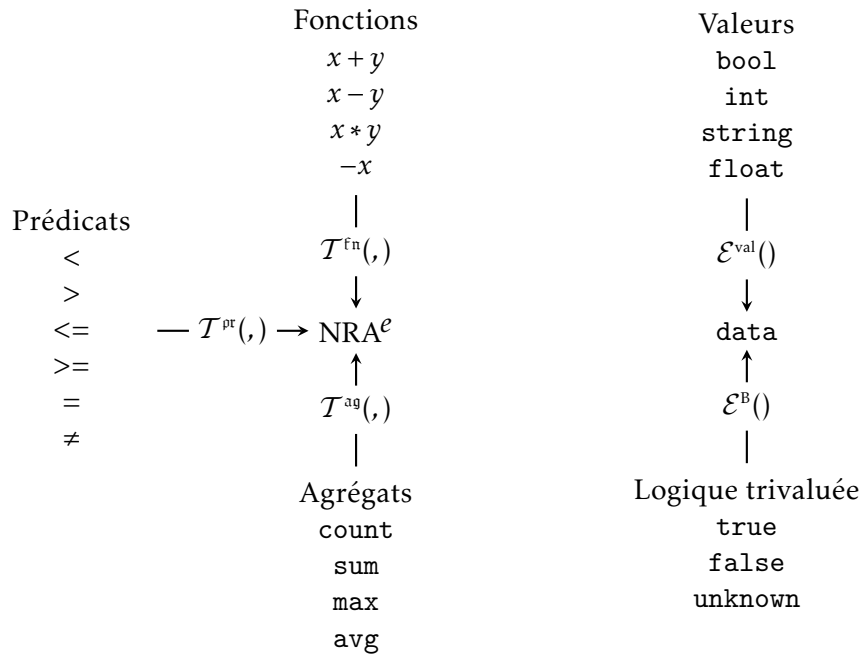 Fonctions
x + y
x − y
x ∗ y
−x
𝒯^fn(,)
Prédicats
<
>
<=
>=
=
≠
𝒯^pr(,)
NRA^e
𝒯^ag(,)
Agrégats
count
sum
max
avg
Valeurs
bool
int
string
float
ℰ^val()
data
ℰ^B()
Logique trivaluée
true
false
unknown